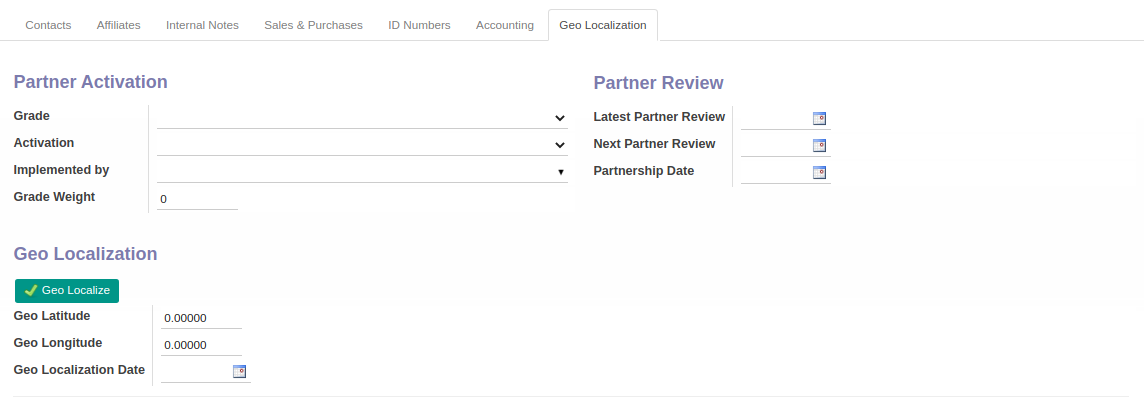 Contacts Affiliates Internal Notes Sales & Purchases ID Numbers Accounting Geo Localization
Partner Activation
Grade
Activation
Implemented by
Grade Weight 0
Partner Review
Latest Partner Review
Next Partner Review
Partnership Date
Geo Localization
Geo Localize
Geo Latitude 0.00000
Geo Longitude 0.00000
Geo Localization Date